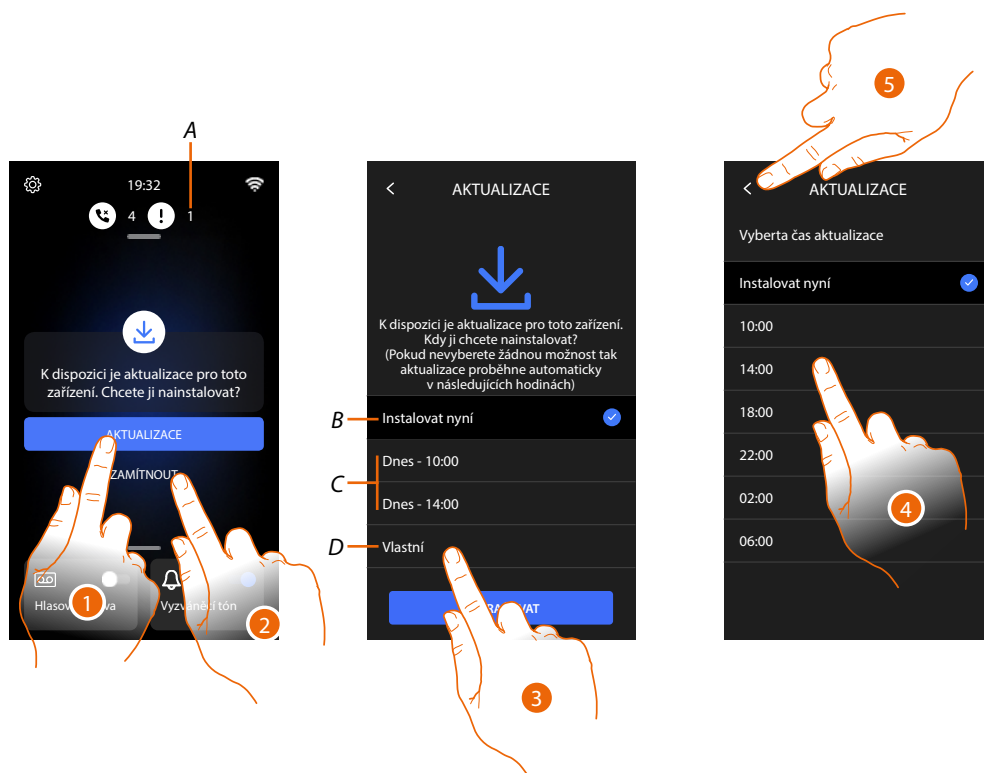 A
19:32
4
1
K dispozici je aktualizace pro toto
zařízení. Chcete ji nainstalovat?
AKTUALIZACE
ZAMÍTNOUT
Vyzváněcí tón
1
2
AKTUALIZACE
K dispozici je aktualizace pro toto zařízení.
Kdy ji chcete nainstalovat?
(Pokud nevyberete žádnou možnost tak
aktualizace proběhne automaticky
v následujících hodinách)
B
Instalovat nyní
C
Dnes - 10:00
Dnes - 14:00
D
Vlastní
3
5
AKTUALIZACE
Vyberta čas aktualizace
Instalovat nyní
10:00
14:00
18:00
22:00
02:00
06:00
4